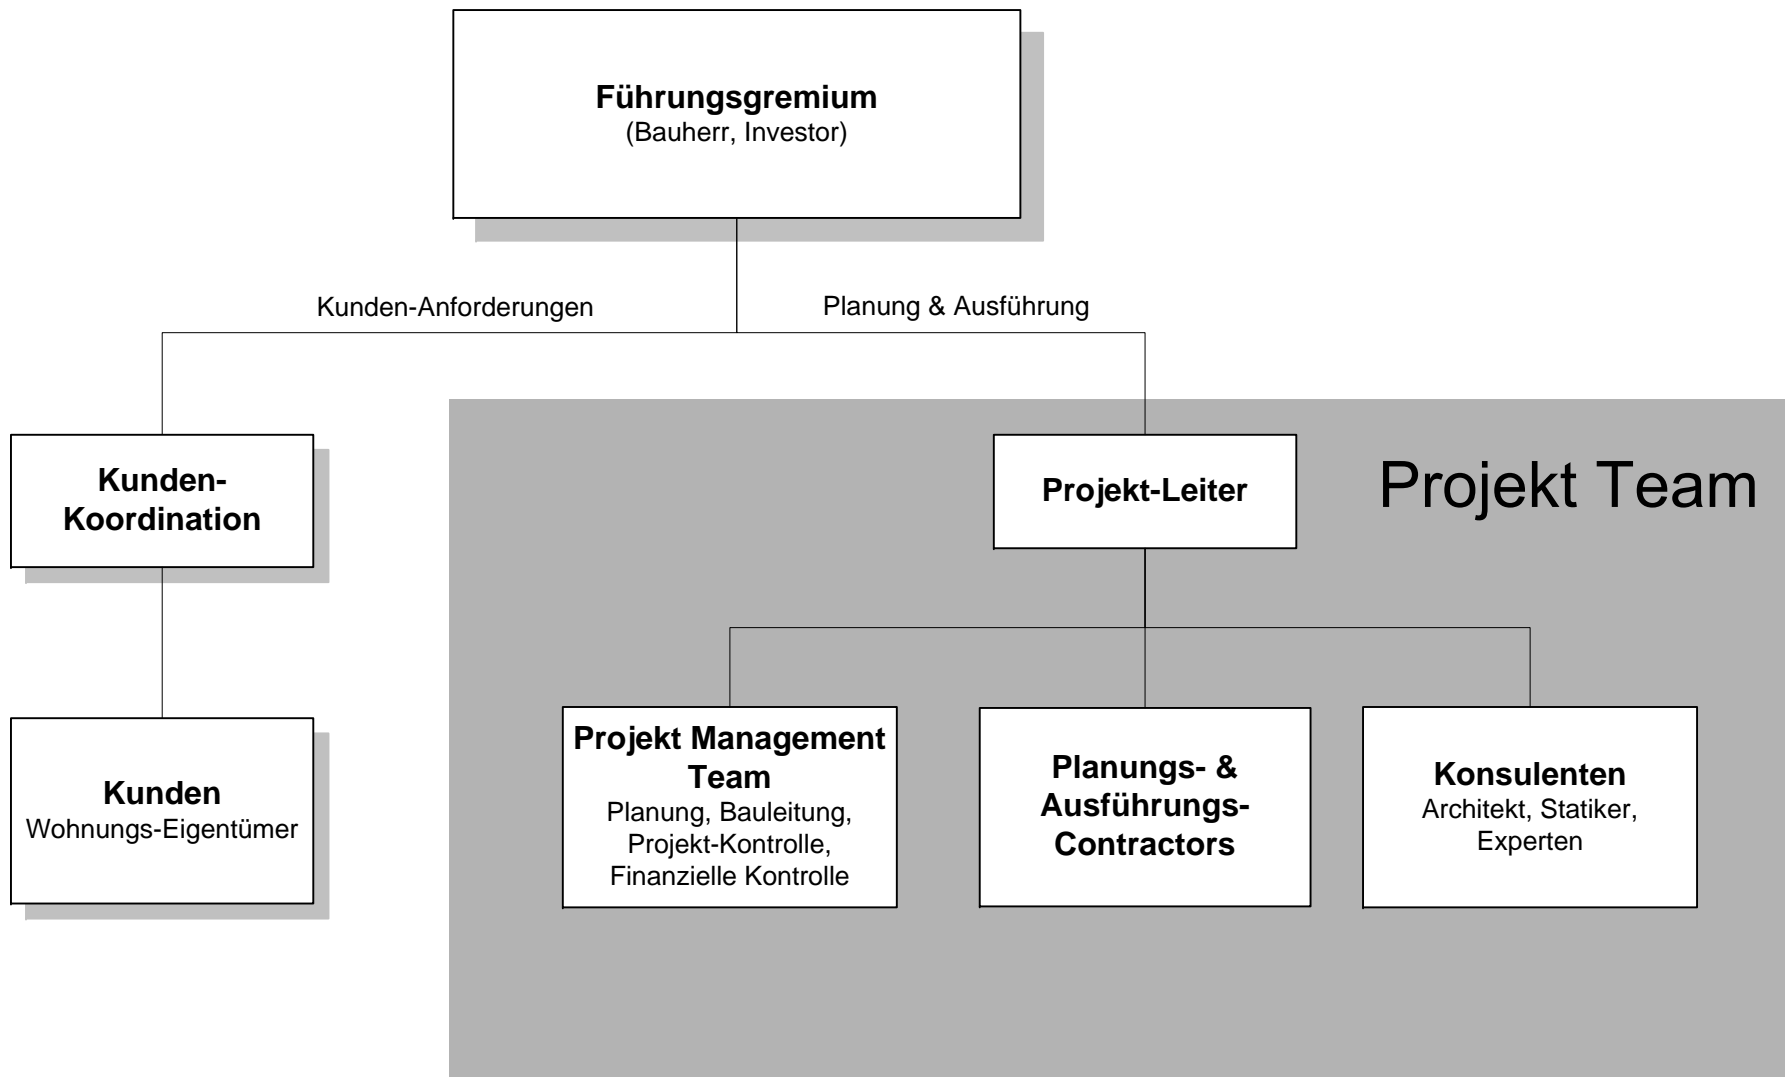 Führungsgremium
(Bauherr, Investor)
Kunden-Anforderungen
Planung & Ausführung
Kunden-
Koordination
Projekt-Leiter
Projekt Team
Kunden
Wohnungs-Eigentümer
Projekt Management
Team
Planung, Bauleitung,
Projekt-Kontrolle,
Finanzielle Kontrolle
Planungs- &
Ausführungs-
Contractors
Konsulenten
Architekt, Statiker,
Experten